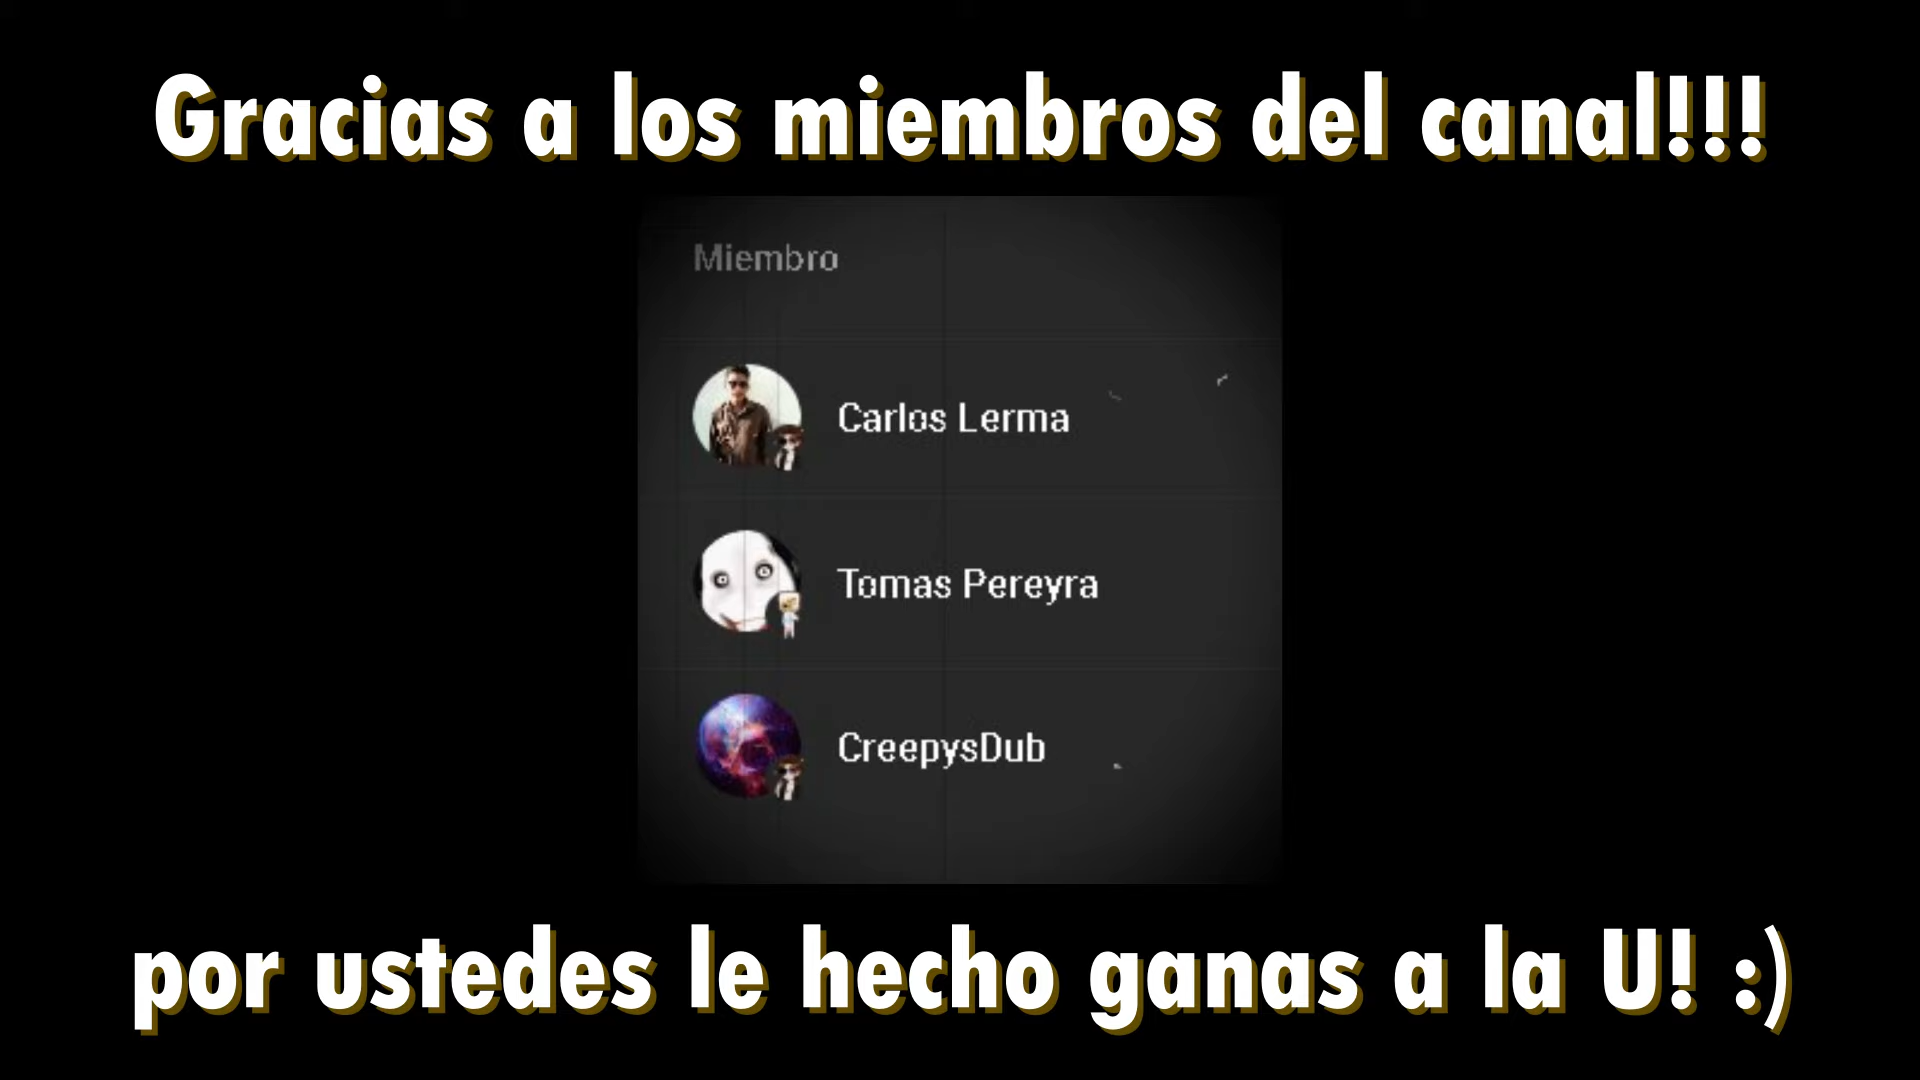 Gracias a los miembros del canal!!!
Miembro
Carlos Lerma
Tomas Pereyra
CreepysDub
por ustedes le hecho ganas a la U! :)